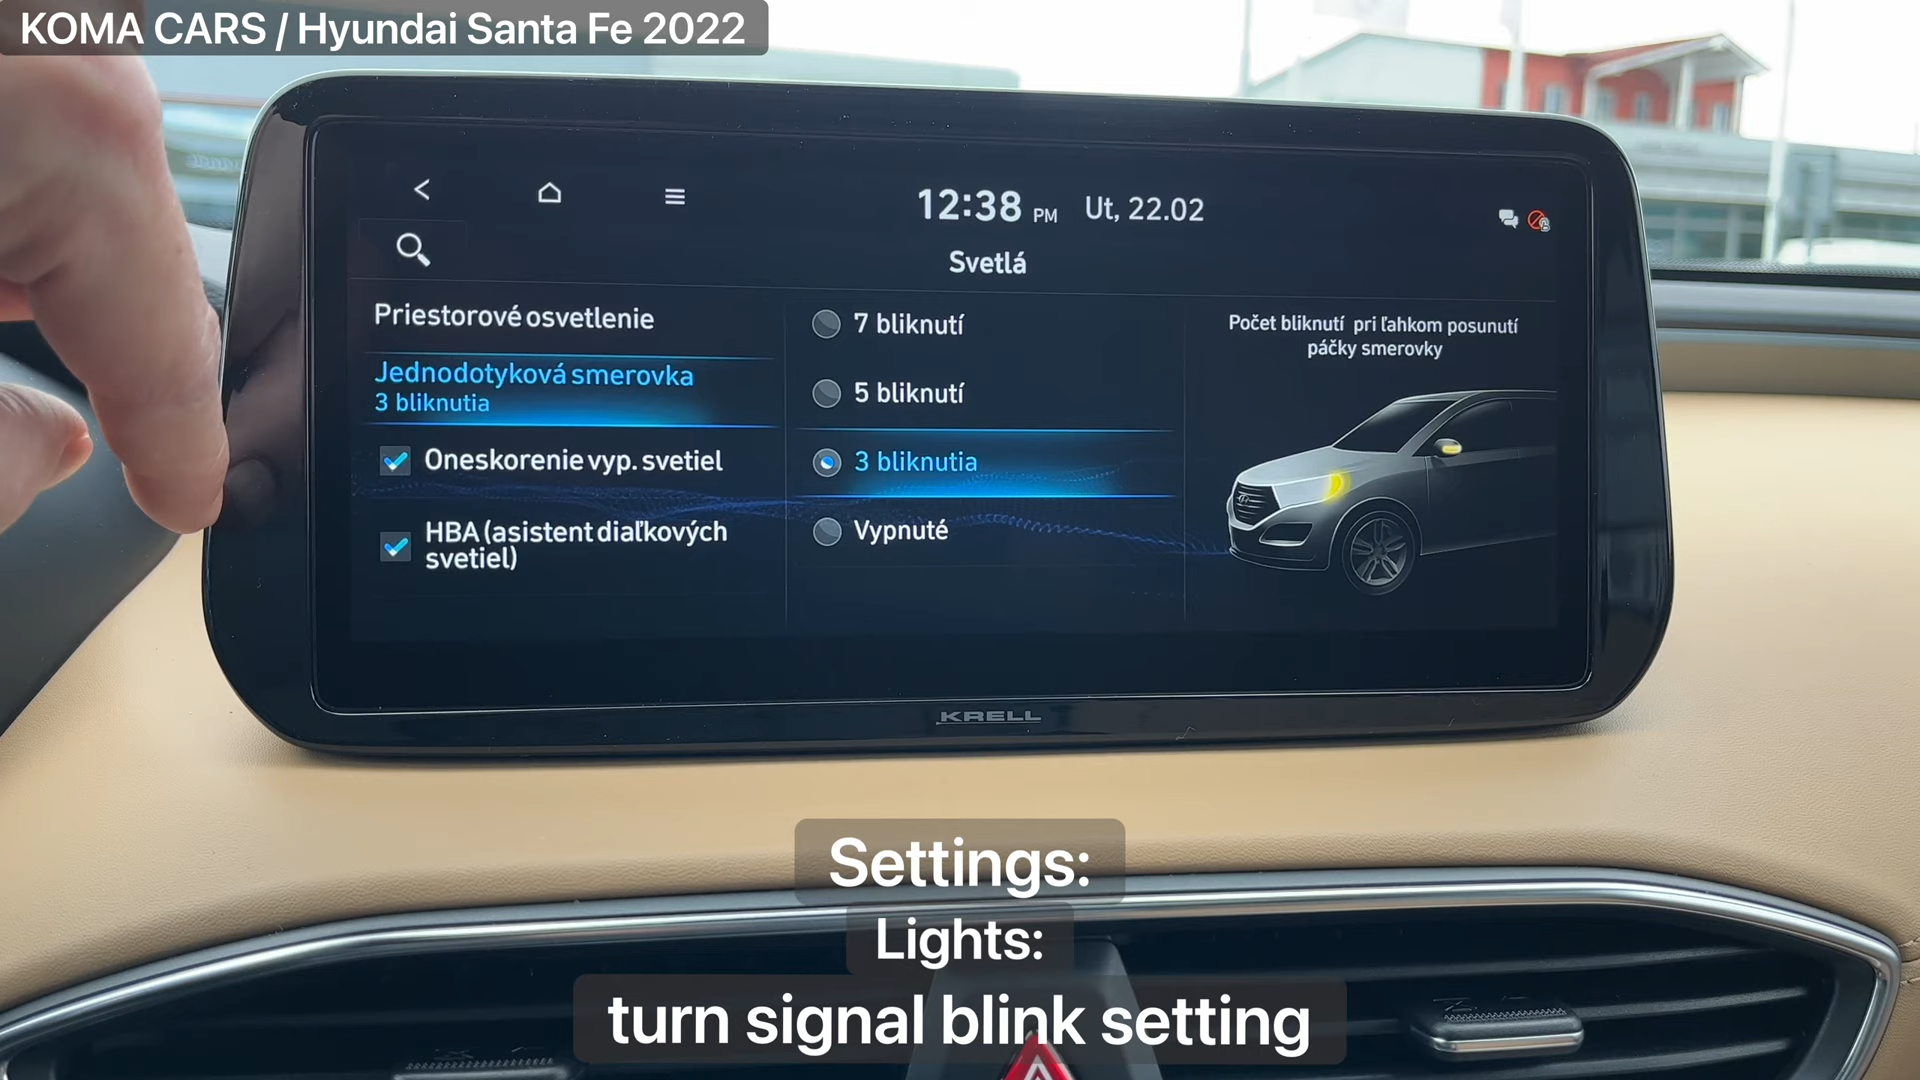 KOMA CARS / Hyundai Santa Fe 2022
12:38 PM Ut, 22.02
Svetlá
Priestorové osvetlenie
Jednodotyková smerovka
3 bliknutia
Oneskorenie vyp. svetiel
HBA (asistent diaľkových
svetiel)
7 bliknutí
5 bliknutí
3 bliknutia
Vypnuté
Počet bliknutí pri ľahkom posunutí
páčky smerovky
KRELL
Settings:
Lights:
turn signal blink setting